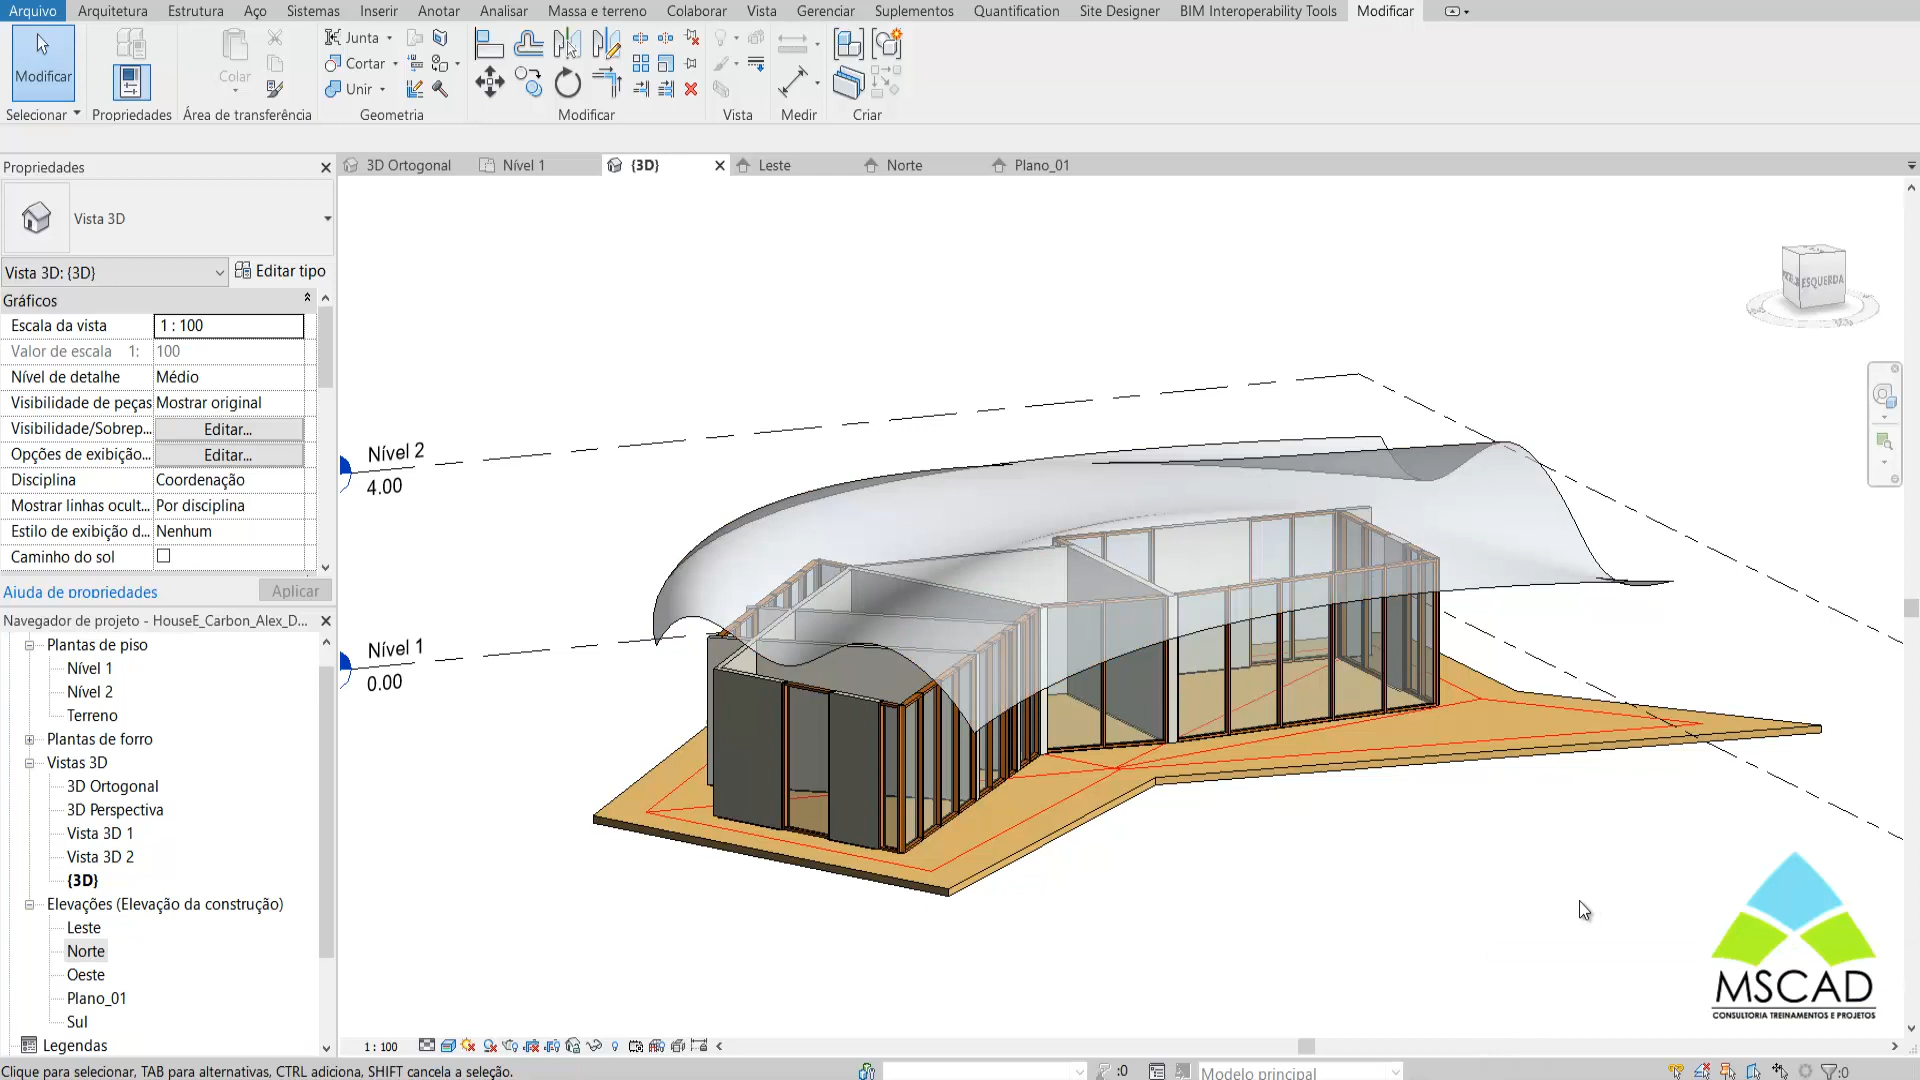 Arquivo Arquitetura Estrutura Aço Sistemas Inserir Anotar Analisar Massa e terreno Colaborar Vista Gerenciar Suplementos Quantification Site Designer BIM Interoperability Tools Modificar
Junta
Cortar
Unir
Modificar
Colar
Selecionar Propriedades Área de transferência Geometria Modificar Vista Medir Criar
Propriedades
3D Ortogonal Nível 1 {3D} Leste Norte Plano_01
Vista 3D
Vista 3D: {3D} Editar tipo
Gráficos
Escala da vista 1 : 100
Valor de escala 1: 100
Nível de detalhe Médio
Visibilidade de peças Mostrar original
Visibilidade/Sobrep... Editar...
Opções de exibição... Editar...
Disciplina Coordenação
Mostrar linhas ocult... Por disciplina
Estilo de exibição d... Nenhum
Caminho do sol
Ajuda de propriedades Aplicar
Navegador de projeto - HouseE_Carbon_Alex_D...
Plantas de piso
Nível 1
Nível 2
Terreno
Plantas de forro
Vistas 3D
3D Ortogonal
3D Perspectiva
Vista 3D 1
Vista 3D 2
{3D}
Elevações (Elevação da construção)
Leste
Norte
Oeste
Plano_01
Sul
Legendas
Nível 2
4.00
Nível 1
0.00
ESQUERDA
MSCAD
CONSULTORIA TREINAMENTOS E PROJETOS
1 : 100
Clique para selecionar, TAB para alternativas, CTRL adiciona, SHIFT cancela a seleção.
:0
Modelo principal
:0